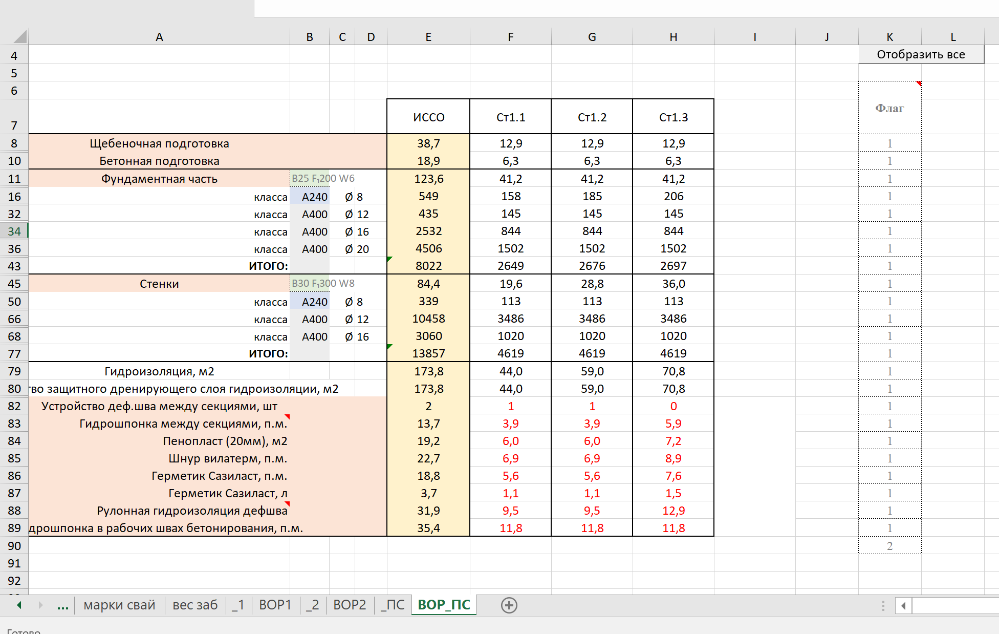 A B C D E F G H I J K L
4 Отобразить все
5
6
7 ИССО Ст1.1 Ст1.2 Ст1.3 Флаг
8 Щебеночная подготовка 38,7 12,9 12,9 12,9 1
10 Бетонная подготовка 18,9 6,3 6,3 6,3 1
11 Фундаментная часть B25 F₁200 W6 123,6 41,2 41,2 41,2 1
16 класса А240 Ø 8 549 158 185 206 1
32 класса А400 Ø 12 435 145 145 145 1
34 класса А400 Ø 16 2532 844 844 844 1
36 класса А400 Ø 20 4506 1502 1502 1502 1
43 ИТОГО: 8022 2649 2676 2697 1
45 Стенки B30 F₁300 W8 84,4 19,6 28,8 36,0 1
50 класса А240 Ø 8 339 113 113 113 1
66 класса А400 Ø 12 10458 3486 3486 3486 1
68 класса А400 Ø 16 3060 1020 1020 1020 1
77 ИТОГО: 13857 4619 4619 4619 1
79 Гидроизоляция, м2 173,8 44,0 59,0 70,8 1
80 тво защитного дренирующего слоя гидроизоляции, м2 173,8 44,0 59,0 70,8 1
82 Устройство деф.шва между секциями, шт 2 1 1 0 1
83 Гидрошпонка между секциями, п.м. 13,7 3,9 3,9 5,9 1
84 Пенопласт (20мм), м2 19,2 6,0 6,0 7,2 1
85 Шнур вилатерм, п.м. 22,7 6,9 6,9 8,9 1
86 Герметик Сазиласт, п.м. 18,8 5,6 5,6 7,6 1
87 Герметик Сазиласт, л 3,7 1,1 1,1 1,5 1
88 Рулонная гидроизоляция дефшва 31,9 9,5 9,5 12,9 1
89 дрошпонка в рабочих швах бетонирования, п.м. 35,4 11,8 11,8 11,8 1
90 2
91
92
... марки свай вес заб _1 ВОР1 _2 ВОР2 _ПС ВОР_ПС
Готово